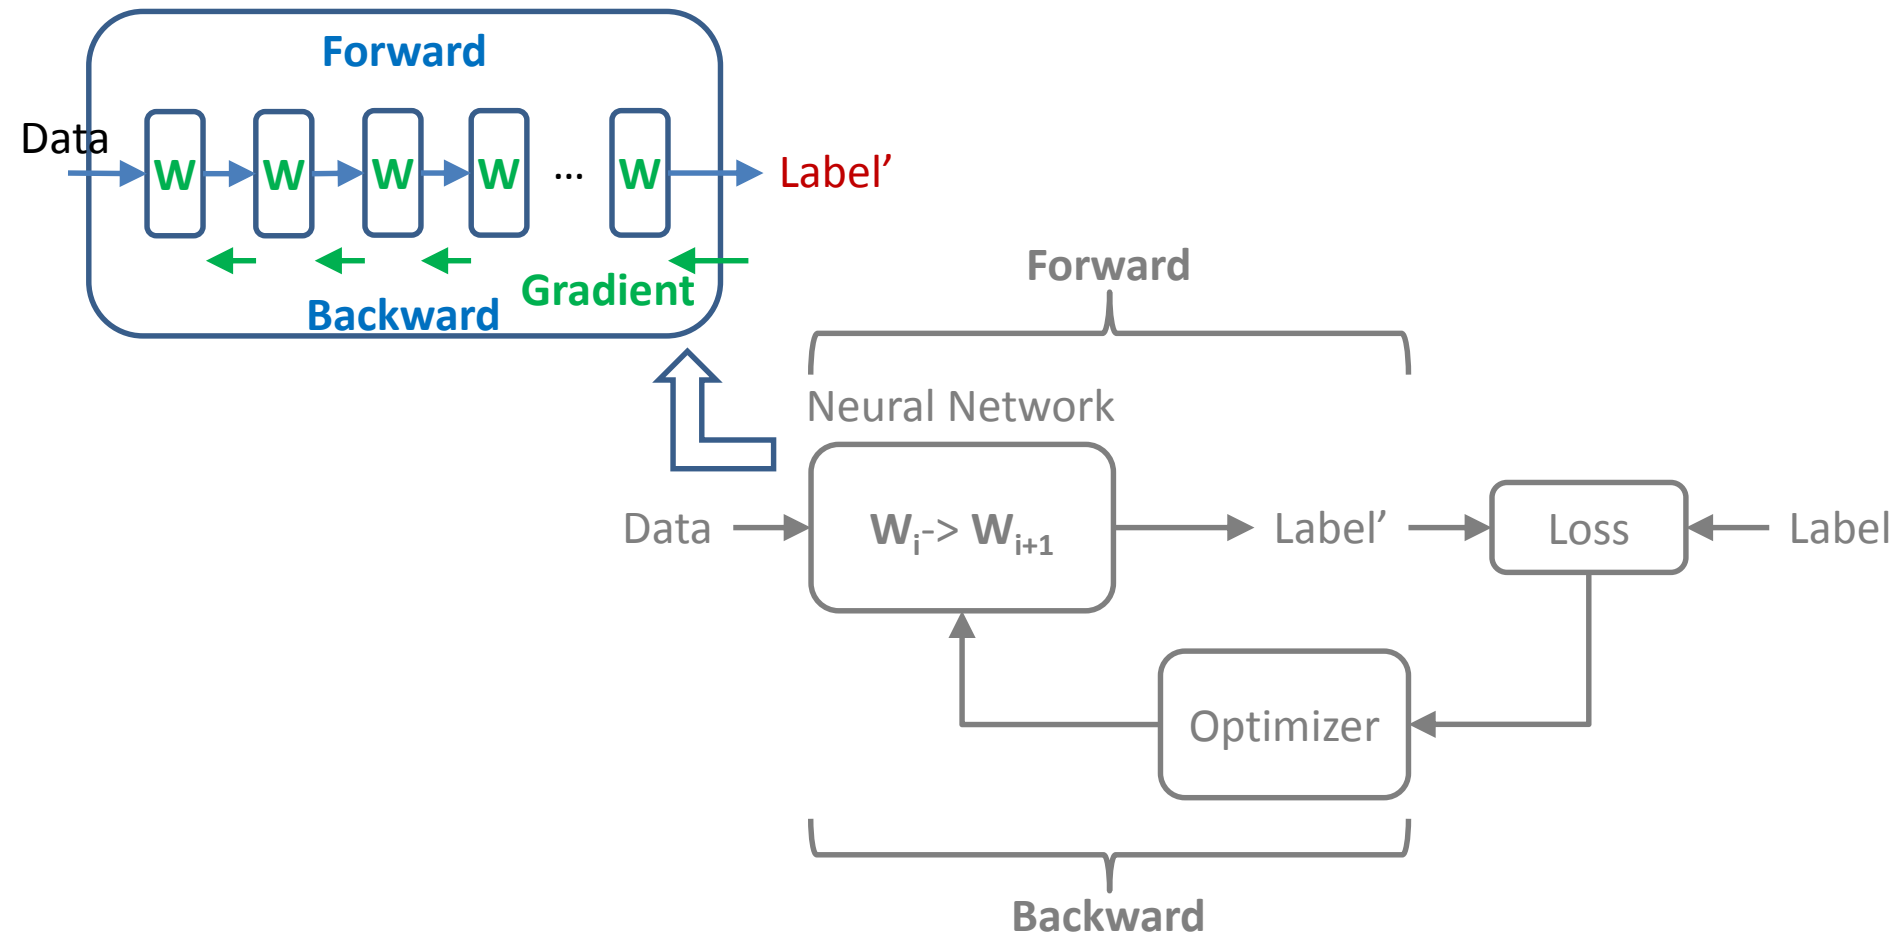 Forward
Data
W W W W ... W
Label’
Gradient
Backward
Forward
Neural Network
Data
Wi-> Wi+1
Label’
Loss
Label
Optimizer
Backward